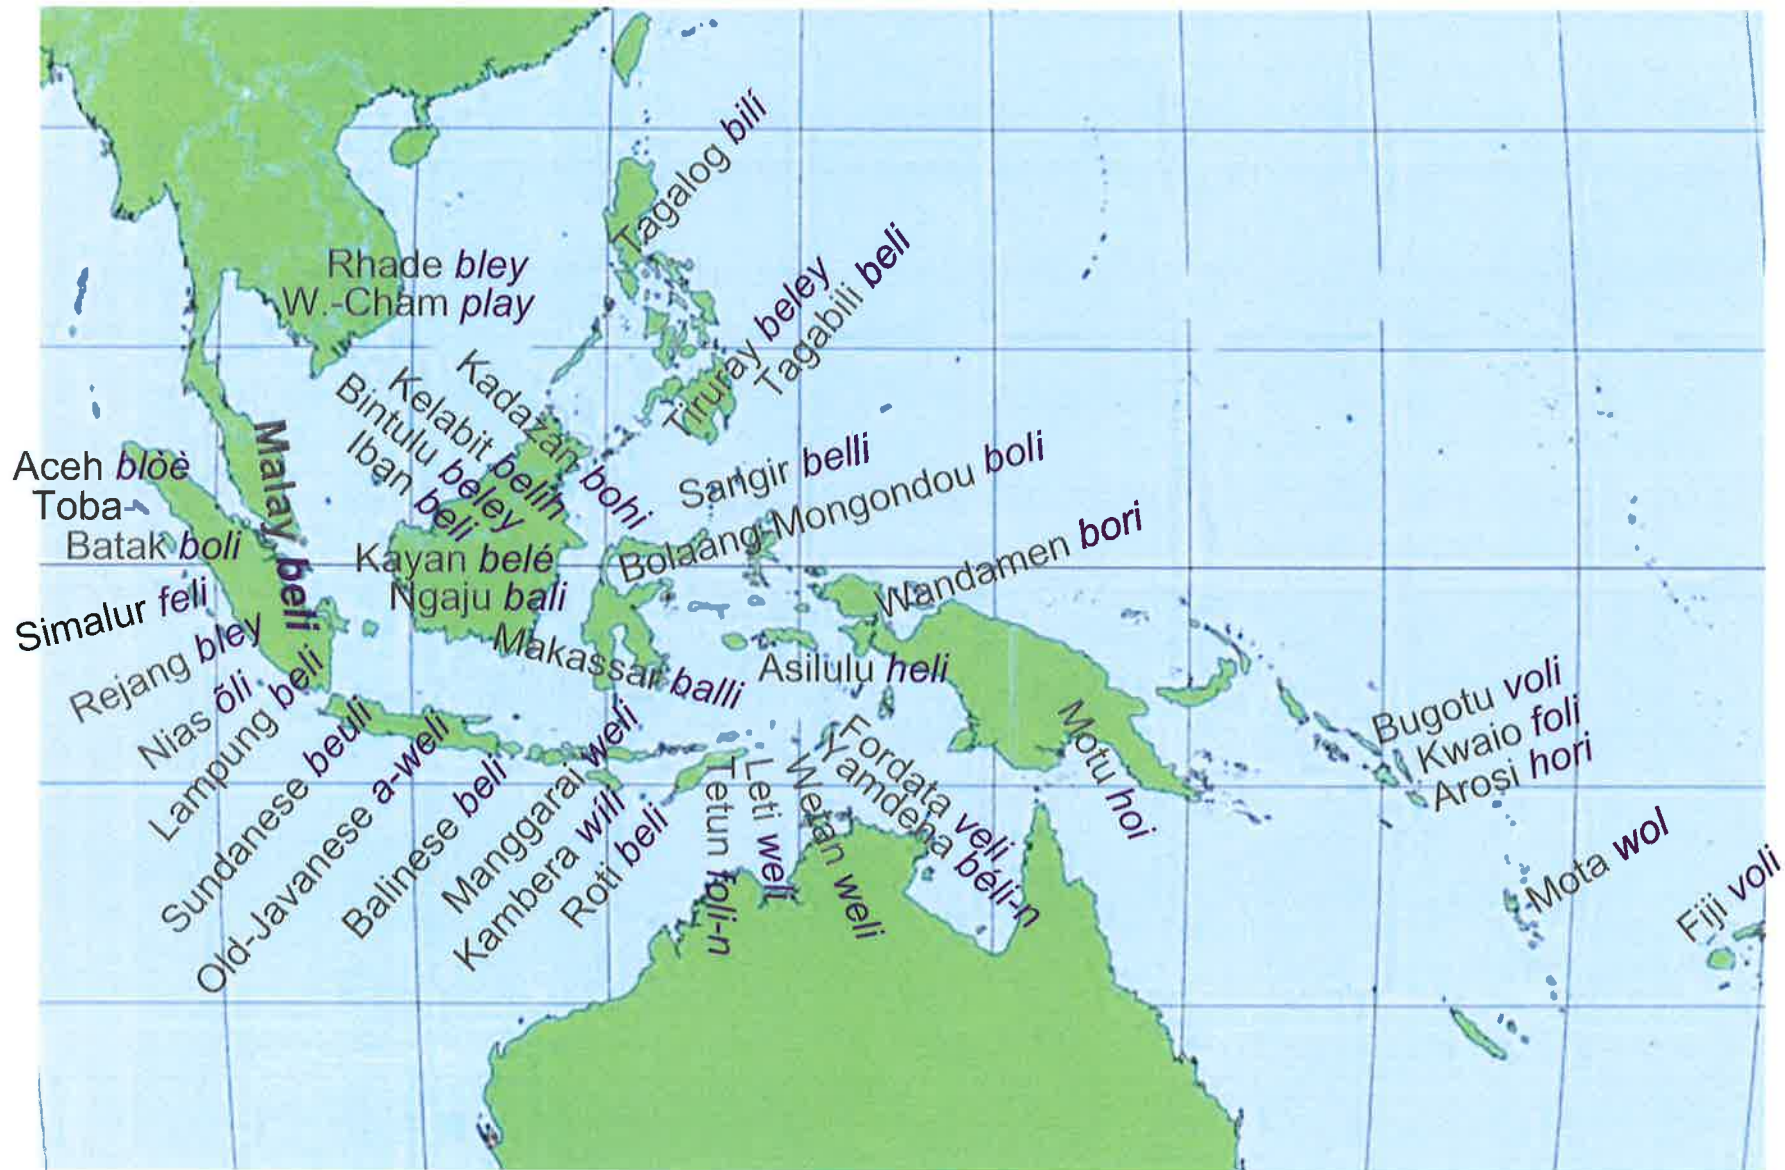 Tagalog bilí
Rhade bley
W.-Cham play
Tiruray beley
Tagabili beli
Kadazan bohi
Kelabit belih
Bintulu beley
Iban beli
Malay beli
Aceh blòè
Toba-
Batak boli
Sangir belli
Bolaang-Mongondou boli
Wandamen bori
Kayan belé
Ngaju bali
Simalur feli
Rejang bley
Nias õli
Lampung beli
Makassar balli
Asilulu heli
Sundanese beuli
Old-Javanese a-weli
Balinese beli
Manggarai weli
Kambera wíli
Roti beli
Tetun foli-n
Leti weli
Wetan weli
Fordata veli
Yamdena béli-n
Motu hoi
Bugotu voli
Kwaio foli
Arosi hori
Mota wol
Fiji voli